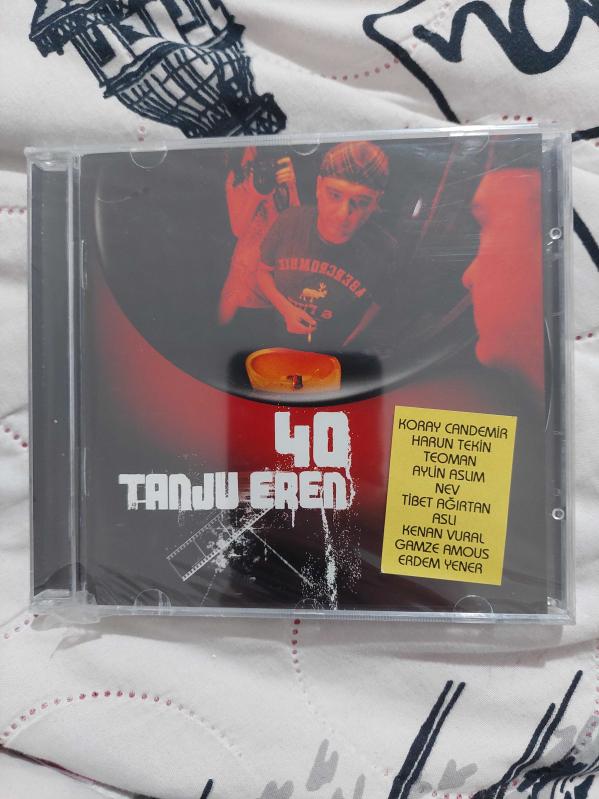 ABERCROMBIE
40
TANJU EREN
KORAY CANDEMİR
HARUN TEKİN
TEOMAN
AYLİN ASLIM
NEV
TİBET AĞIRTAN
ASLI
KENAN VURAL
GAMZE AMOUS
ERDEM YENER